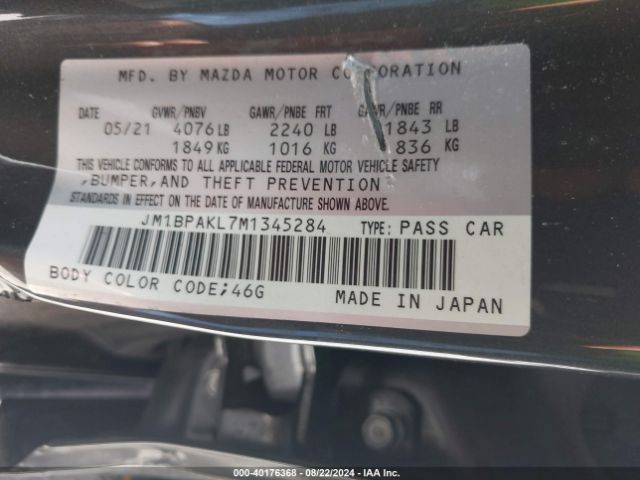 MFD. BY MAZDA MOTOR CORPORATION
DATE GVWR/PNBV GAWR/PNBE FRT GAWR/PNBE RR
05/21 4076 LB 2240 LB 1843 LB
1849 KG 1016 KG 836 KG
THIS VEHICLE CONFORMS TO ALL APPLICABLE FEDERAL MOTOR VEHICLE SAFETY
,BUMPER,AND THEFT PREVENTION
STANDARDS IN EFFECT ON THE DATE OF MANUFACTURE SHOWN ABOVE.
JM1BPAKL7M1345284 TYPE: PASS CAR
BODY COLOR CODE;46G
MADE IN JAPAN
000-40176368 - 08/22/2024 - IAA Inc.